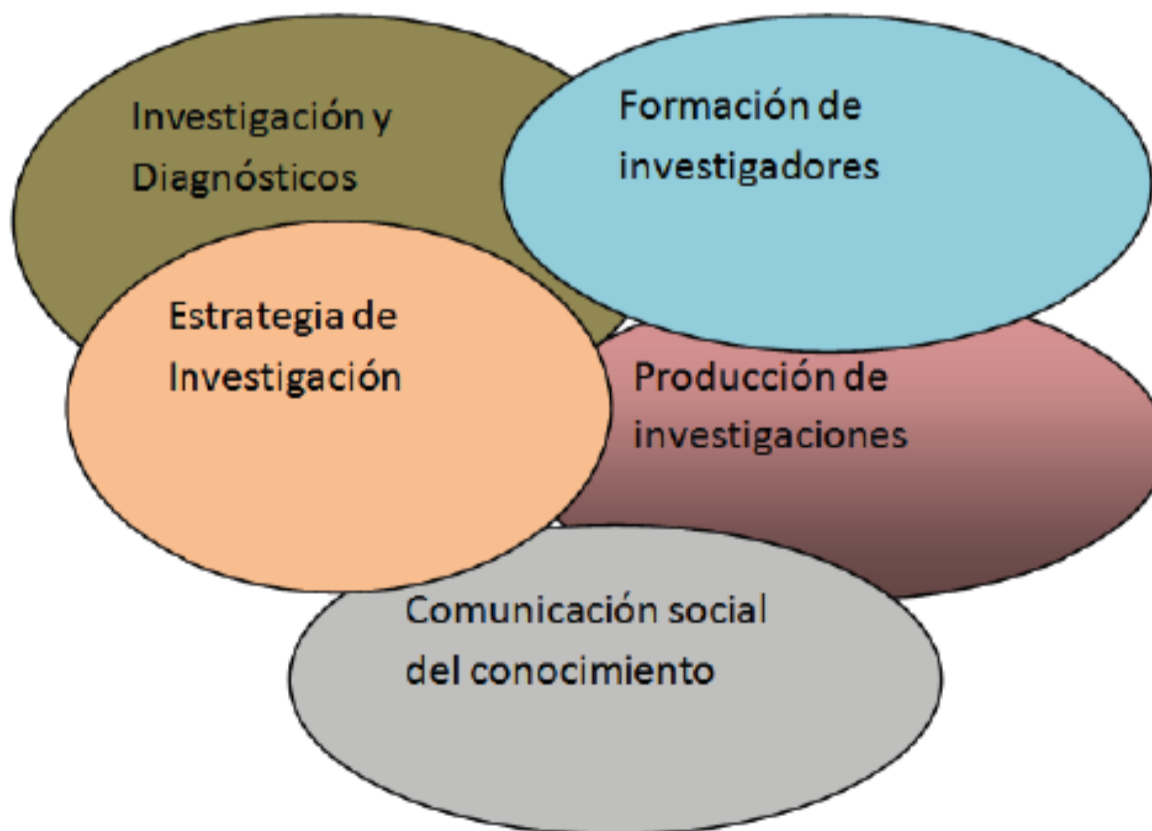 Investigación y
Diagnósticos
Formación de
investigadores
Estrategia de
Investigación
Producción de
investigaciones
Comunicación social
del conocimiento